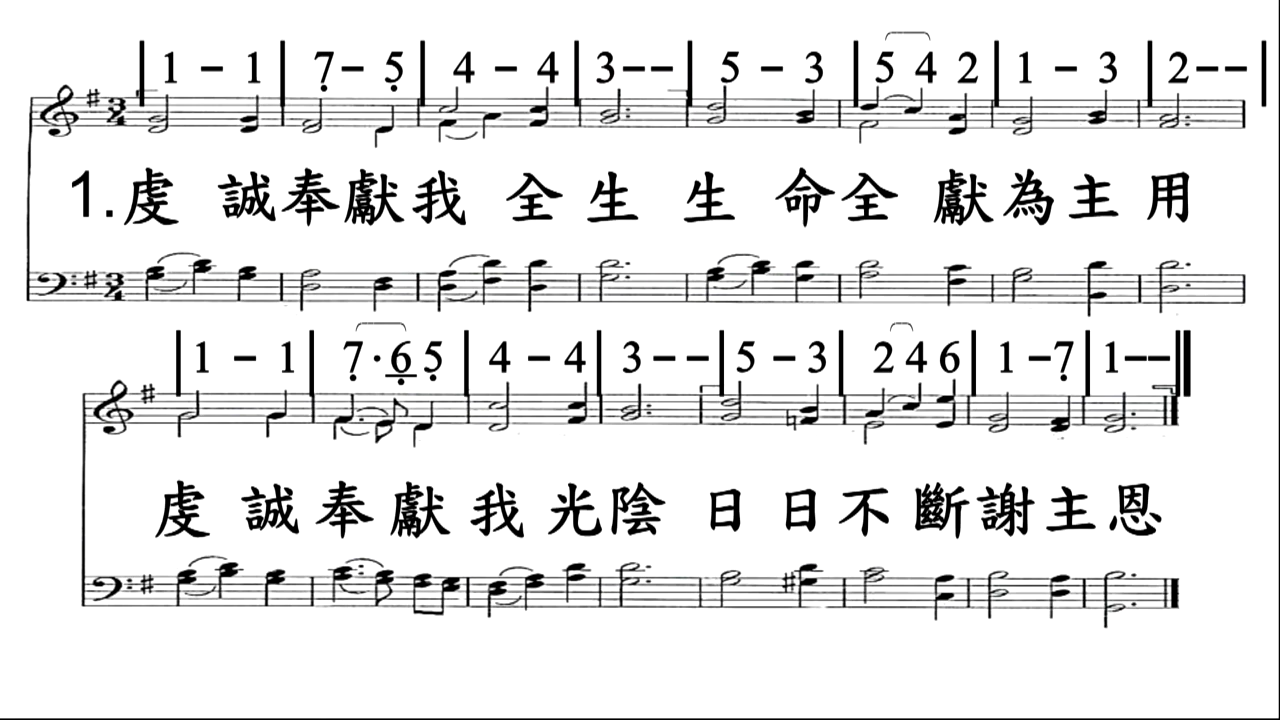 | 1 – 1 | 7̣ – 5̣ | 4 – 4 | 3 – – | 5 – 3 | 5 4 2 | 1 – 3 | 2 – – |
1.虔 誠奉獻我 全生 生 命全 獻為主 用
| 1 – 1 | 7̣ · 6̣ 5̣ | 4 – 4 | 3 – – | 5 – 3 | 2 4 6 | 1 – 7̣ | 1 – – ||
虔 誠 奉 獻 我 光陰 日 日不 斷謝主恩